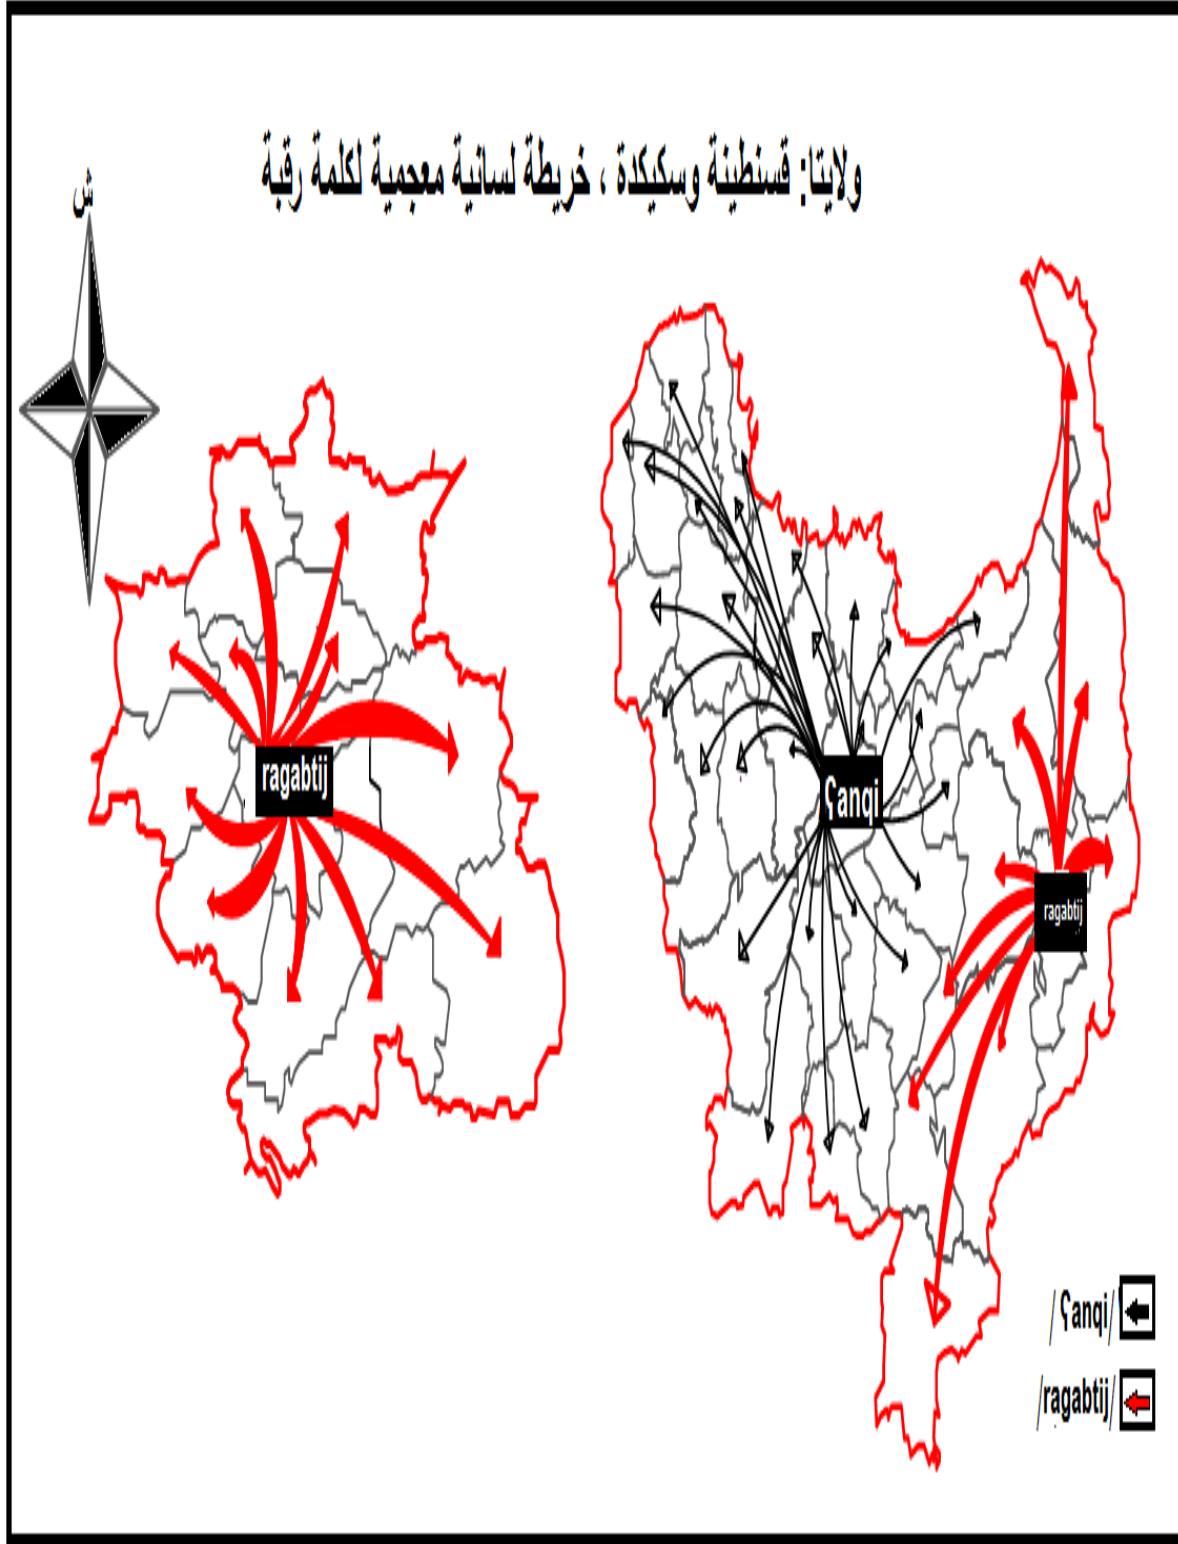 ولايتا: قسنطينة وسكيكدة ، خريطة لسانية معجمية لكلمة رقبة
ش
ragabtij
ʕanqi
ragabtij
/ʕanqi/
/ragabtij/